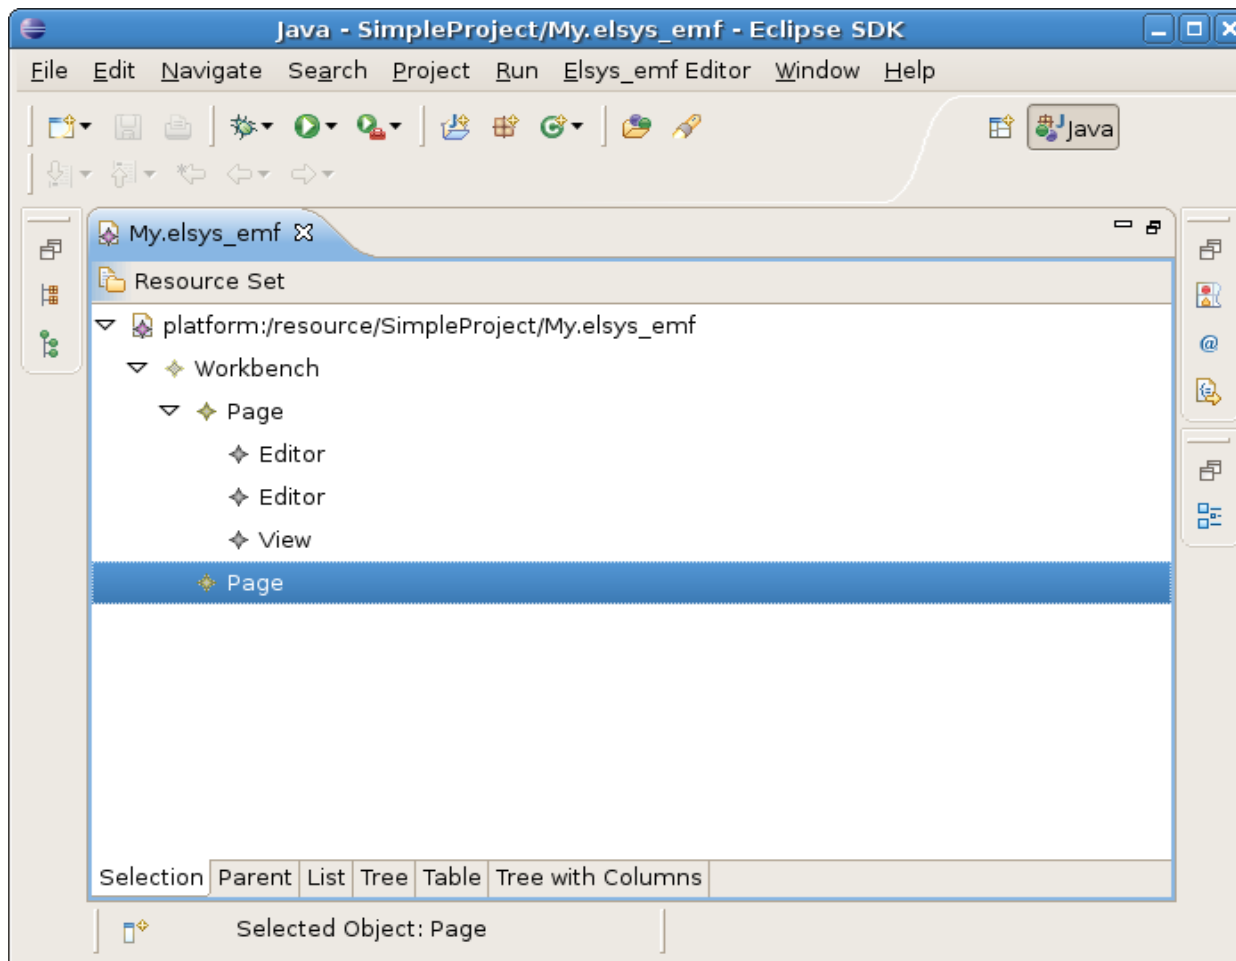 Java - SimpleProject/My.elsys_emf - Eclipse SDK
File Edit Navigate Search Project Run Elsys_emf Editor Window Help
Java
My.elsys_emf
Resource Set
platform:/resource/SimpleProject/My.elsys_emf
Workbench
Page
Editor
Editor
View
Page
Selection Parent List Tree Table Tree with Columns
Selected Object: Page